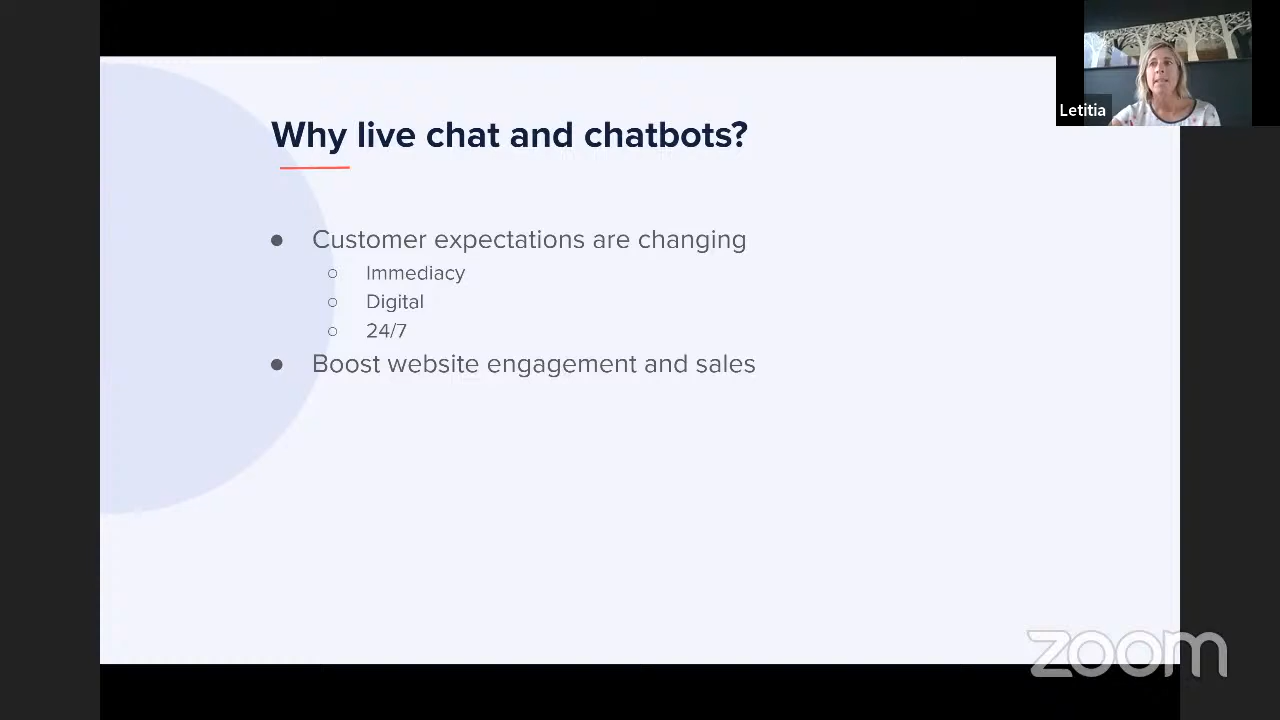 Letitia
Why live chat and chatbots?
● Customer expectations are changing
○ Immediacy
○ Digital
○ 24/7
● Boost website engagement and sales
zoom